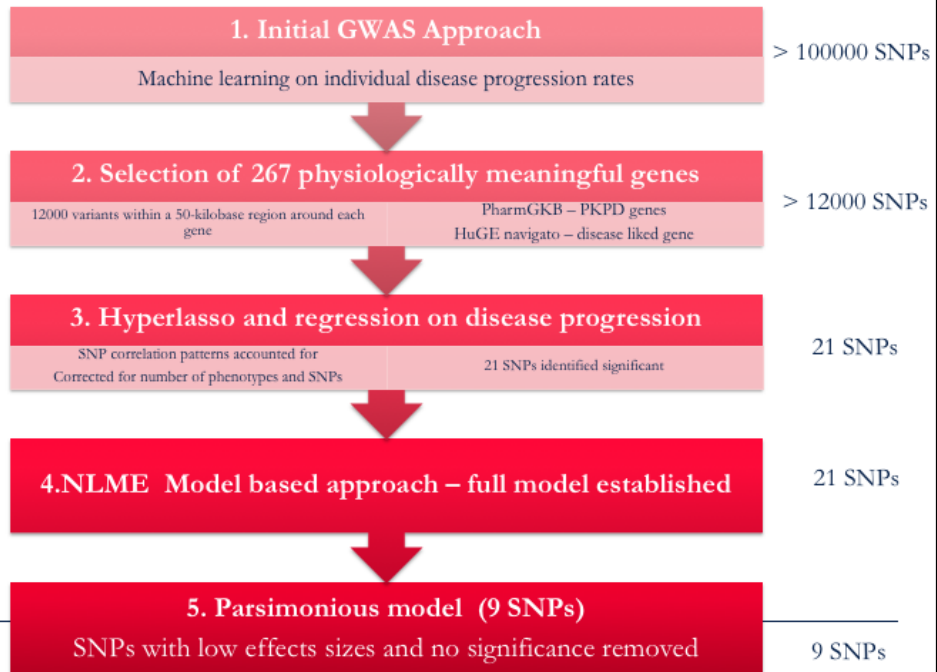 1. Initial GWAS Approach
Machine learning on individual disease progression rates
> 100000 SNPs
2. Selection of 267 physiologically meaningful genes
12000 variants within a 50-kilobase region around each
gene
PharmGKB – PKPD genes
HuGE navigato – disease liked gene
> 12000 SNPs
3. Hyperlasso and regression on disease progression
SNP correlation patterns accounted for
Corrected for number of phenotypes and SNPs
21 SNPs identified significant
21 SNPs
4.NLME Model based approach – full model established
21 SNPs
5. Parsimonious model (9 SNPs)
SNPs with low effects sizes and no significance removed
9 SNPs